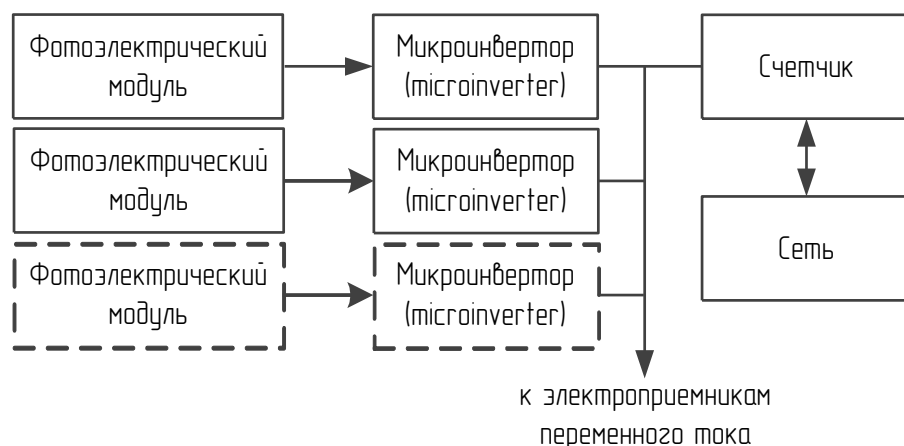 Фотоэлектрический
модуль
Микроинвертор
(microinverter)
Счетчик
Фотоэлектрический
модуль
Микроинвертор
(microinverter)
Сеть
Фотоэлектрический
модуль
Микроинвертор
(microinverter)
к электроприемникам
переменного тока